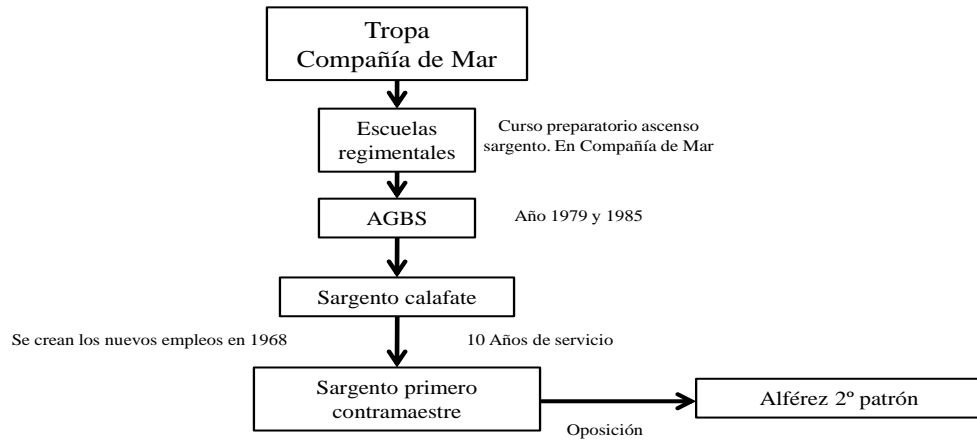 Tropa
Compañía de Mar
Escuelas
regimentales
Curso preparatorio ascenso
sargento. En Compañía de Mar
AGBS
Año 1979 y 1985
Sargento calafate
Se crean los nuevos empleos en 1968
10 Años de servicio
Sargento primero
contramaestre
Alférez 2º patrón
Oposición